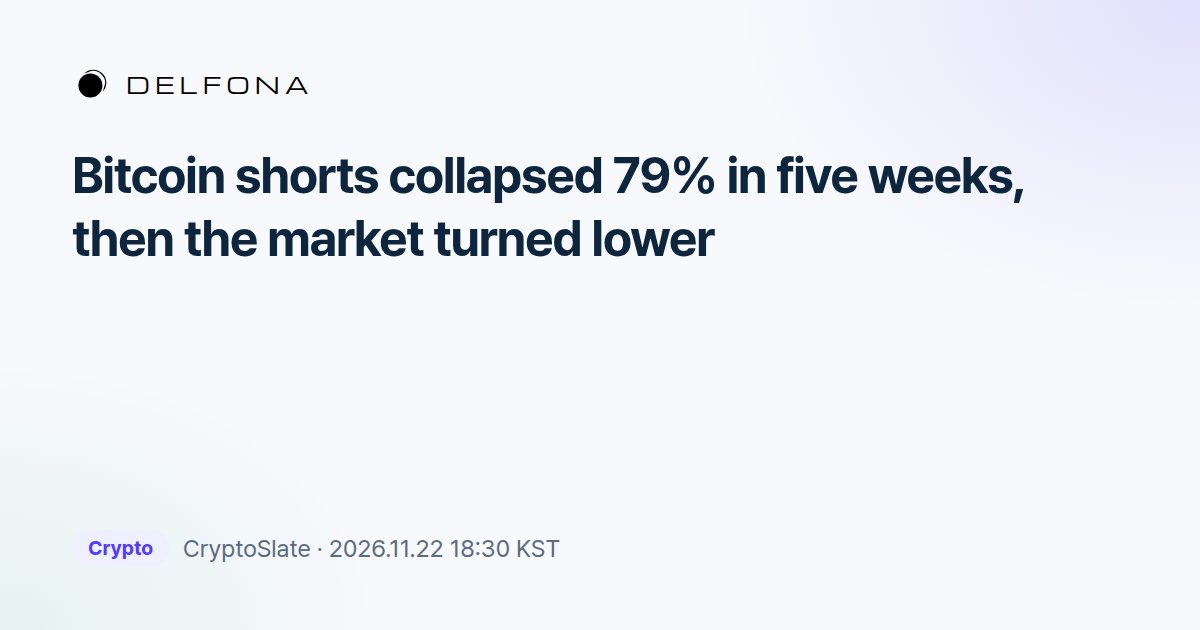 DELFONA
Bitcoin shorts collapsed 79% in five weeks,
then the market turned lower
Crypto CryptoSlate · 2026.11.22 18:30 KST